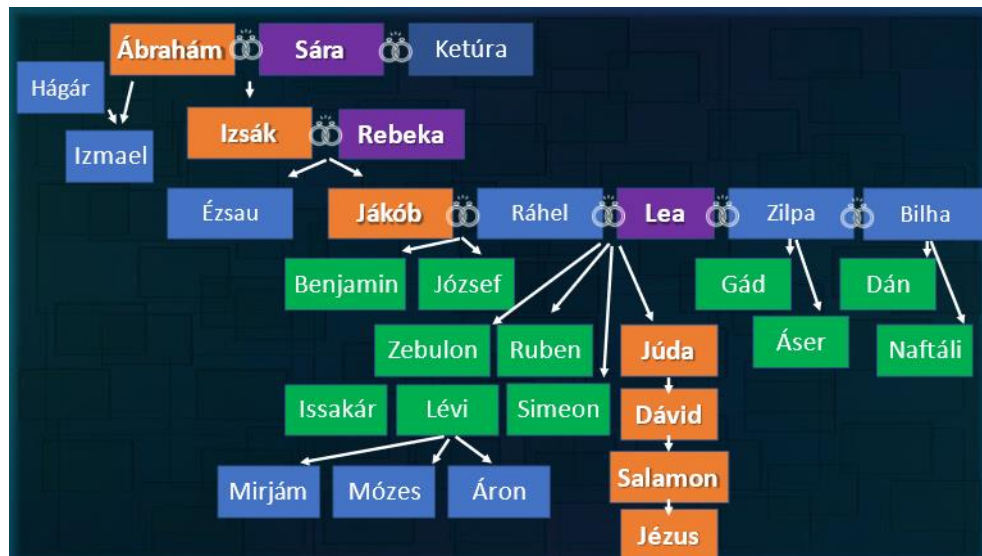 Ábrahám
Sára
Ketúra
Hágár
Izmael
Izsák
Rebeka
Ézsau
Jákób
Ráhel
Lea
Zilpa
Bilha
Benjamin
József
Gád
Dán
Zebulon
Ruben
Júda
Áser
Naftáli
Issakár
Lévi
Simeon
Dávid
Mirjám
Mózes
Áron
Salamon
Jézus